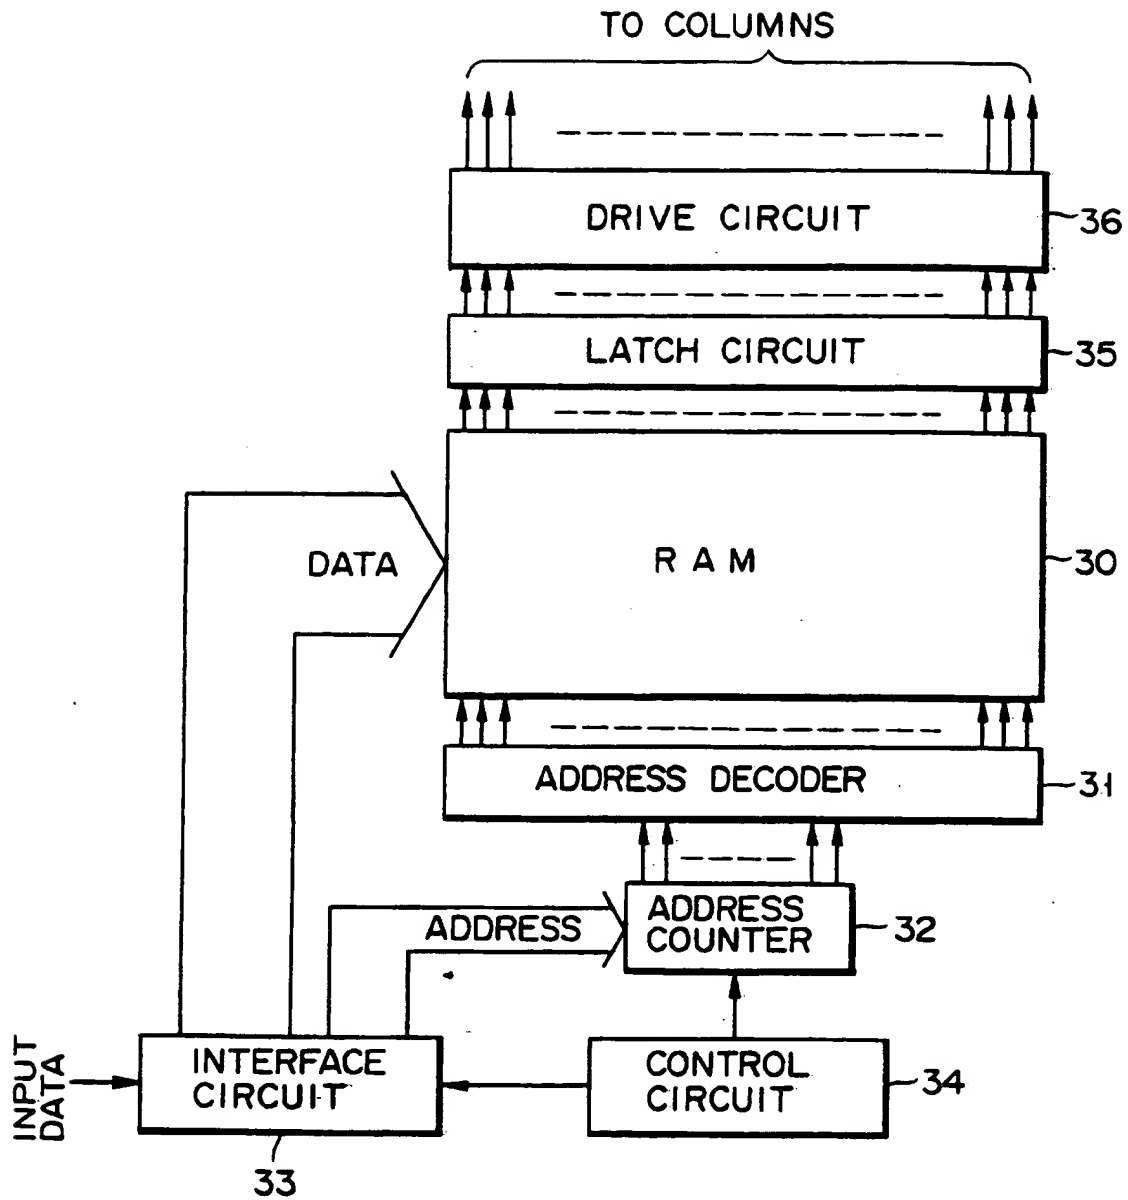 TO COLUMNS
DRIVE CIRCUIT
36
LATCH CIRCUIT
35
DATA
R A M
30
ADDRESS DECODER
31
ADDRESS
ADDRESS
COUNTER
32
INPUT
DATA
INTERFACE
CIRCUIT
33
CONTROL
CIRCUIT
34